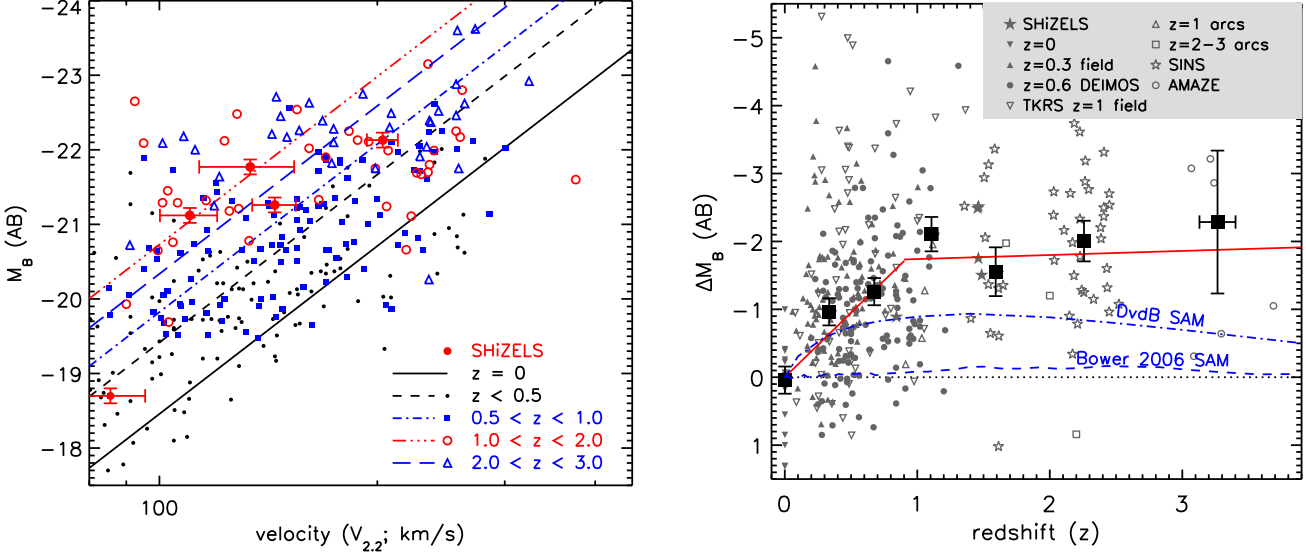 -24
-23
-22
-21
-20
-19
-18
M_B (AB)
100
velocity (V_2.2; km/s)
SHiZELS
z = 0
z < 0.5
0.5 < z < 1.0
1.0 < z < 2.0
2.0 < z < 3.0
-5
-4
-3
-2
-1
0
1
ΔM_B (AB)
0 1 2 3
redshift (z)
SHiZELS
z=0
z=0.3 field
z=0.6 DEIMOS
TKRS z=1 field
z=1 arcs
z=2-3 arcs
SINS
AMAZE
DvdB SAM
Bower 2006 SAM